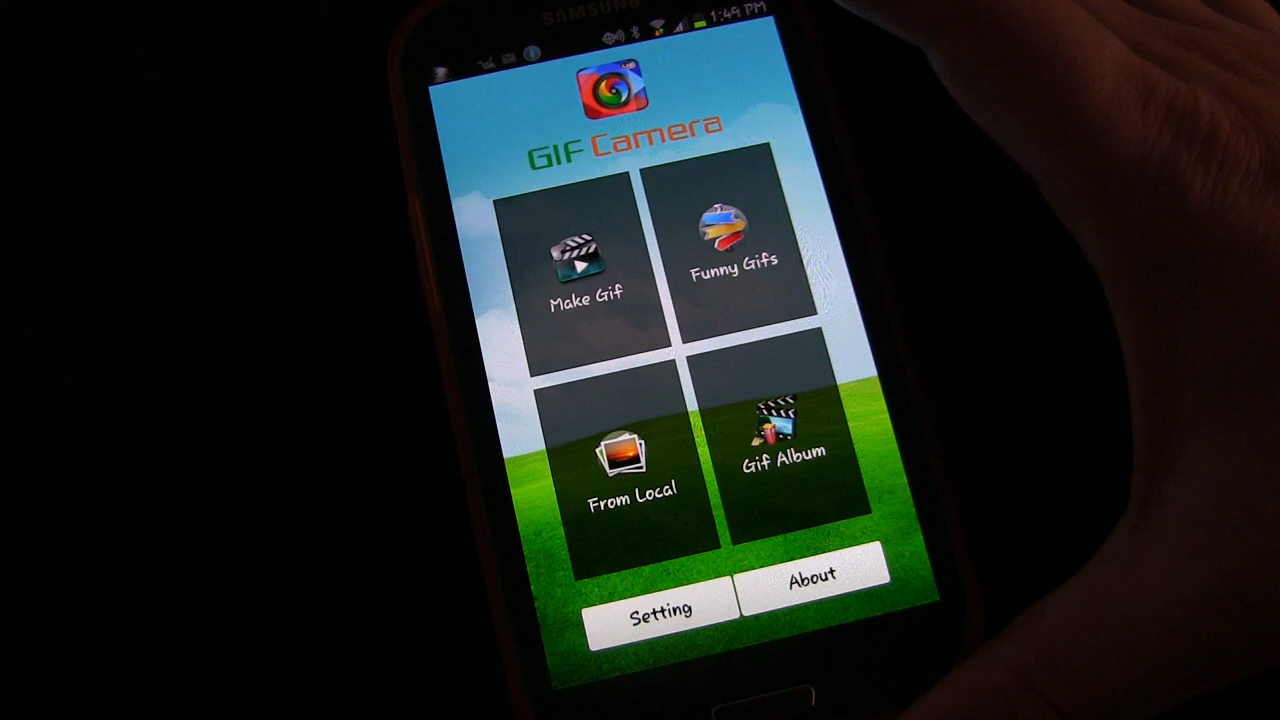 SAMSUNG
1:49 PM
GIF Camera
Make Gif
Funny Gifs
From Local
Gif Album
Setting
About